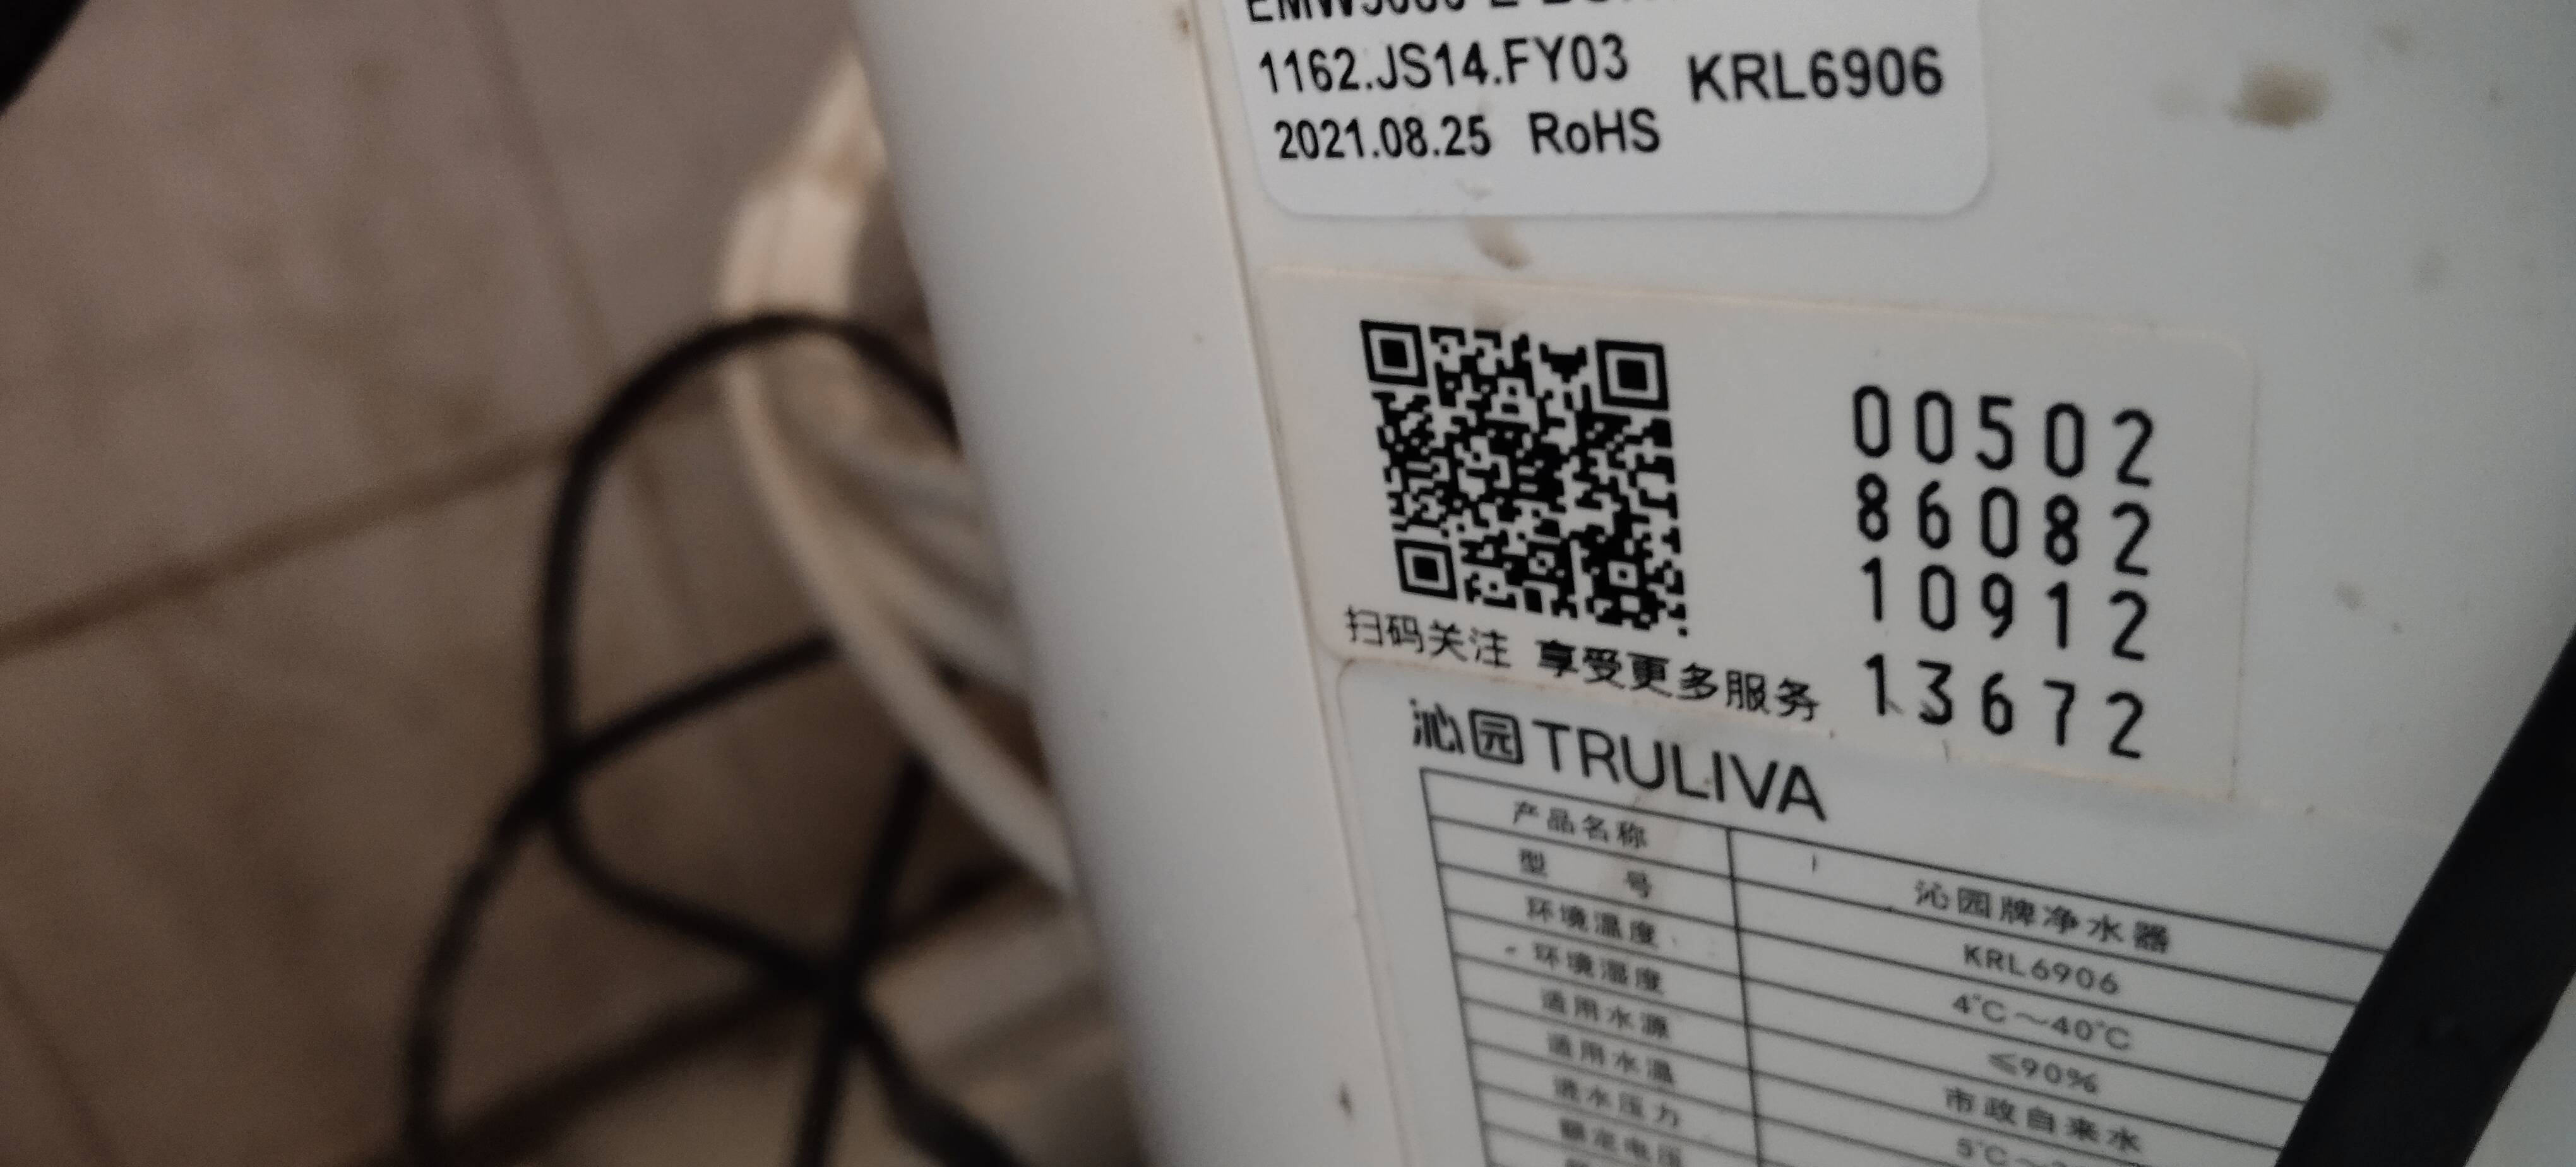 1162.JS14.FY03 KRL6906
2021.08.25 RoHS
00502
86082
10912
13672
扫码关注 享受更多服务
沁园 TRULIVA
产品名称 沁园牌净水器
型号 KRL6906
环境温度 4℃～40℃
环境湿度 ≤90%
适用水源 市政自来水
适用水温 5℃～
进水压力
额定电压